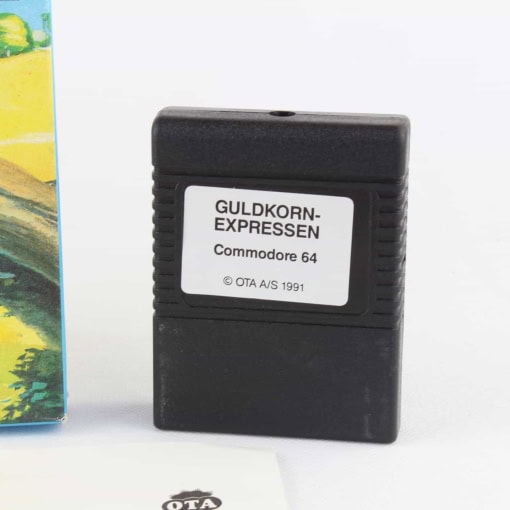 GULDKORN-
EXPRESSEN
Commodore 64
© OTA A/S 1991
OTA